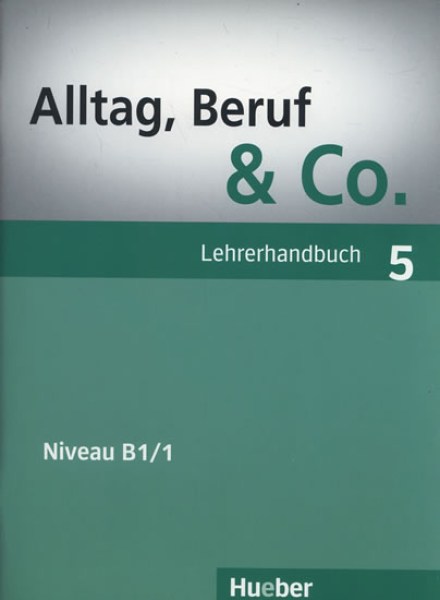 Alltag, Beruf
& Co.
Lehrerhandbuch 5
Niveau B1/1
Hueber